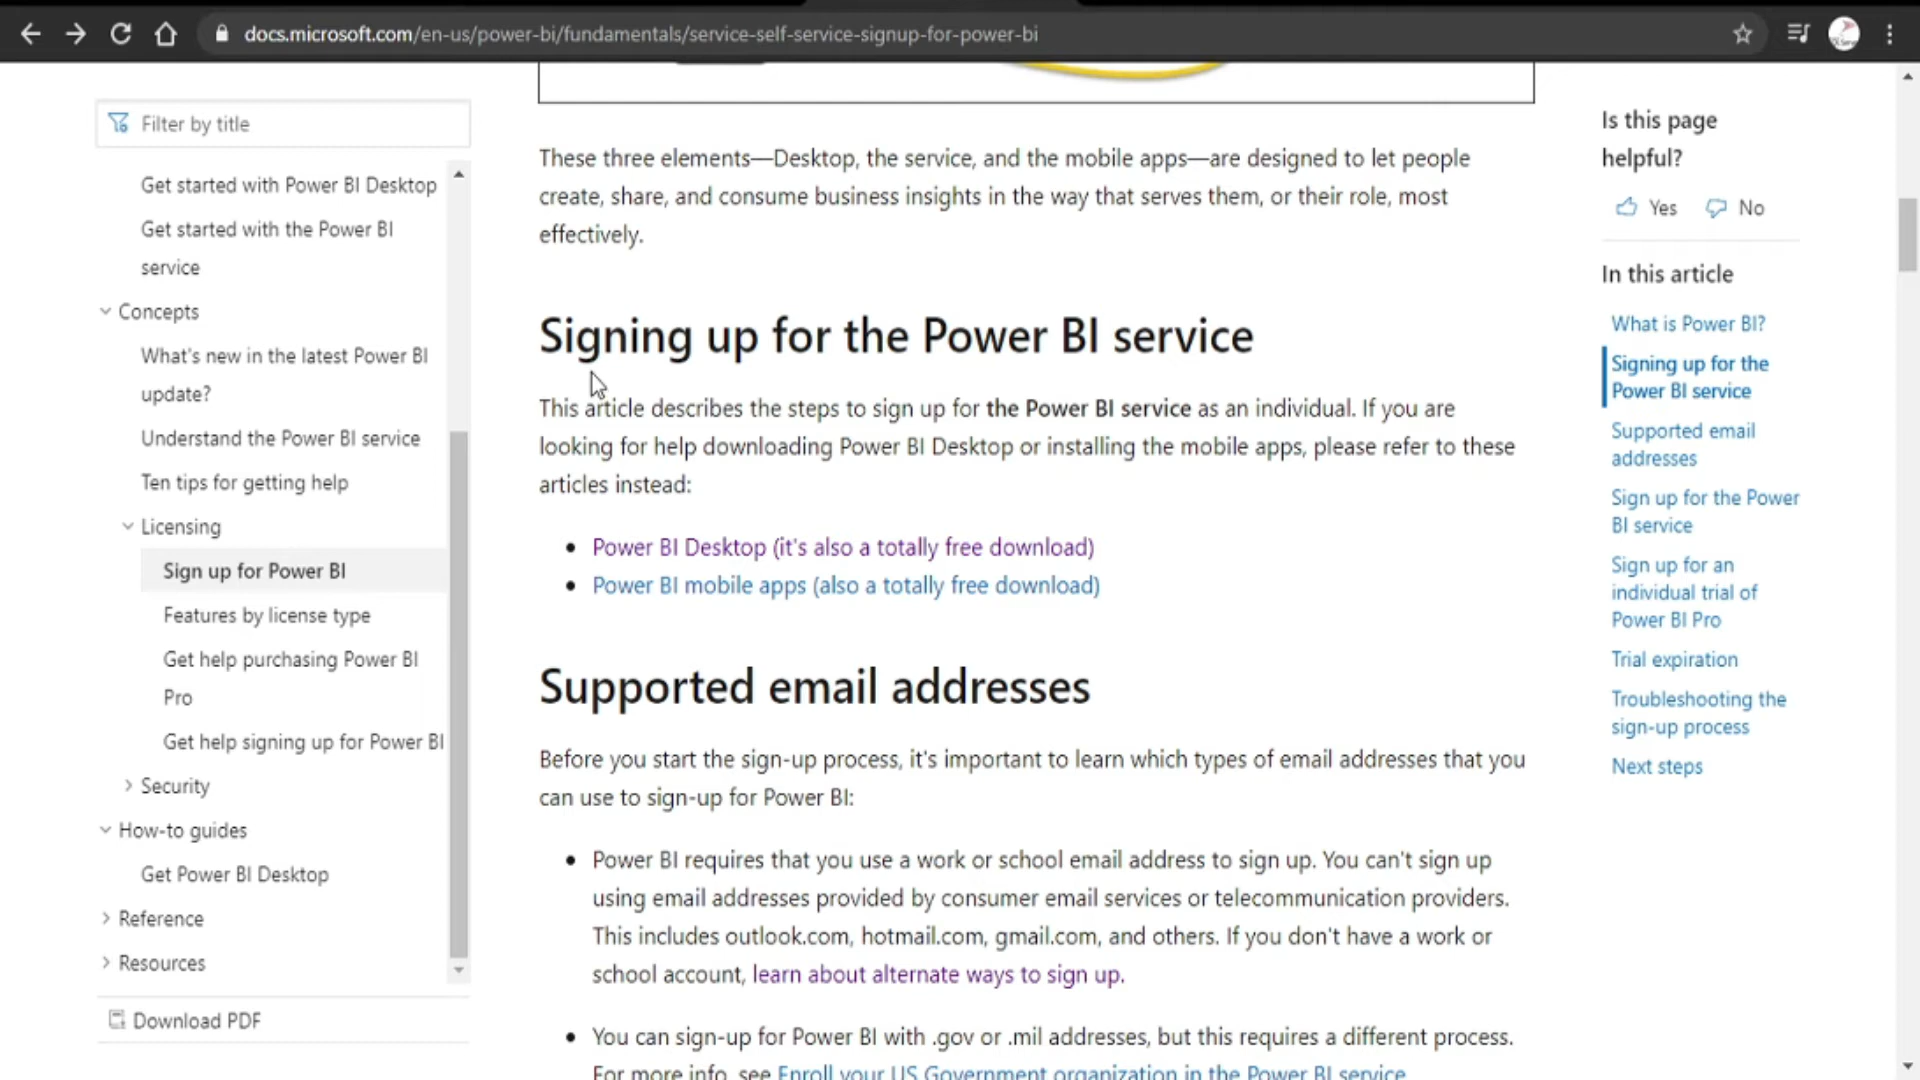 docs.microsoft.com/en-us/power-bi/fundamentals/service-self-service-signup-for-power-bi
Filter by title
Get started with Power BI Desktop
Get started with the Power BI
service
Concepts
What's new in the latest Power BI
update?
Understand the Power BI service
Ten tips for getting help
Licensing
Sign up for Power BI
Features by license type
Get help purchasing Power BI
Pro
Get help signing up for Power BI
Security
How-to guides
Get Power BI Desktop
Reference
Resources
Download PDF
These three elements—Desktop, the service, and the mobile apps—are designed to let people
create, share, and consume business insights in the way that serves them, or their role, most
effectively.
Signing up for the Power BI service
This article describes the steps to sign up for the Power BI service as an individual. If you are
looking for help downloading Power BI Desktop or installing the mobile apps, please refer to these
articles instead:
• Power BI Desktop (it's also a totally free download)
• Power BI mobile apps (also a totally free download)
Supported email addresses
Before you start the sign-up process, it's important to learn which types of email addresses that you
can use to sign-up for Power BI:
• Power BI requires that you use a work or school email address to sign up. You can't sign up
using email addresses provided by consumer email services or telecommunication providers.
This includes outlook.com, hotmail.com, gmail.com, and others. If you don't have a work or
school account, learn about alternate ways to sign up.
• You can sign-up for Power BI with .gov or .mil addresses, but this requires a different process.
For more info, see Enroll your US Government organization in the Power BI service
Is this page
helpful?
Yes No
In this article
What is Power BI?
Signing up for the
Power BI service
Supported email
addresses
Sign up for the Power
BI service
Sign up for an
individual trial of
Power BI Pro
Trial expiration
Troubleshooting the
sign-up process
Next steps